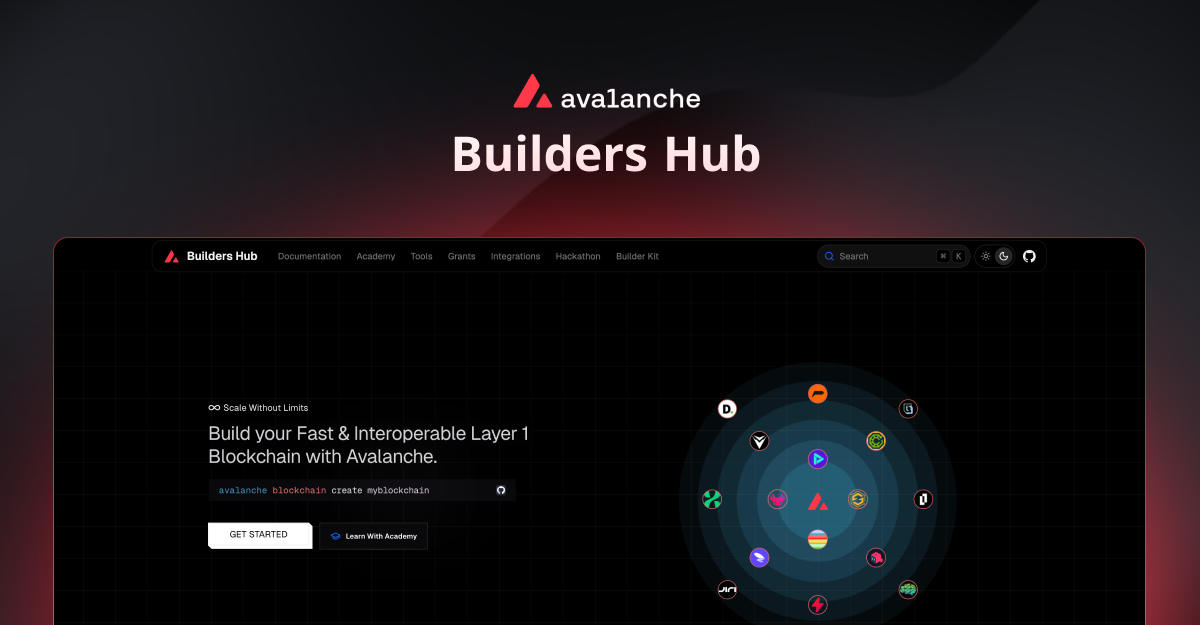 avalanche
Builders Hub
Builders Hub Documentation Academy Tools Grants Integrations Hackathon Builder Kit Search ⌘ K
Scale Without Limits
Build your Fast & Interoperable Layer 1
Blockchain with Avalanche.
avalanche blockchain create myblockchain
GET STARTED Learn With Academy
D.